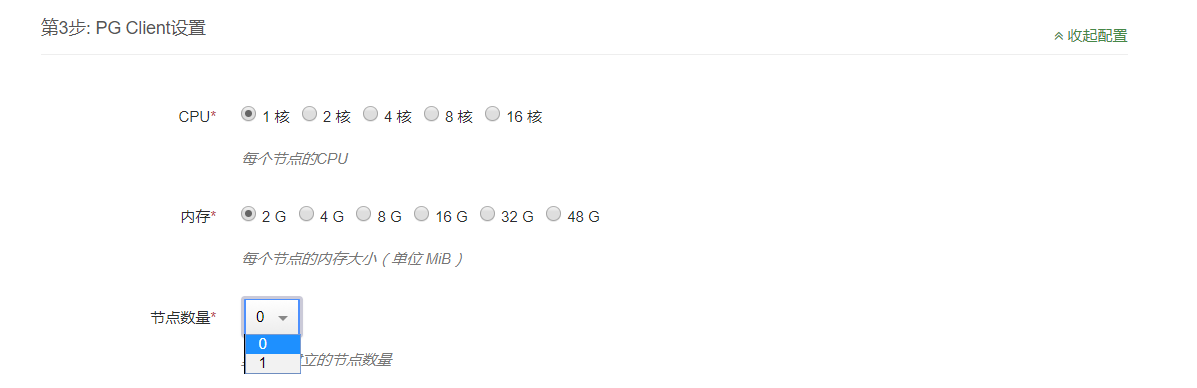 第3步: PG Client设置
收起配置
CPU* 1 核 2 核 4 核 8 核 16 核
每个节点的CPU
内存* 2 G 4 G 8 G 16 G 32 G 48 G
每个节点的内存大小（单位 MiB）
节点数量* 0
0
立的节点数量
1